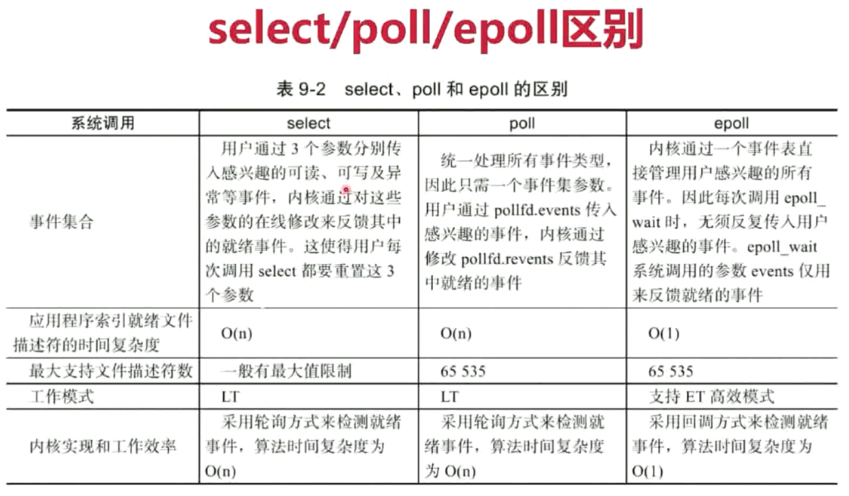 select/poll/epoll区别
表 9-2 select、poll 和 epoll 的区别
系统调用 select poll epoll
事件集合
用户通过 3 个参数分别传
入感兴趣的可读、可写及异
常等事件，内核通过对这些
参数的在线修改来反馈其中
的就绪事件。这使得用户每
次调用 select 都要重置这 3
个参数
统一处理所有事件类型，
因此只需一个事件集参数。
用户通过 pollfd.events 传入
感兴趣的事件，内核通过
修改 pollfd.revents 反馈其
中就绪的事件
内核通过一个事件表直
接管理用户感兴趣的所有
事件。因此每次调用 epoll_
wait 时，无须反复传入用户
感兴趣的事件。epoll_wait
系统调用的参数 events 仅用
来反馈就绪的事件
应用程序索引就绪文件
描述符的时间复杂度
O(n) O(n) O(1)
最大支持文件描述符数 一般有最大值限制 65 535 65 535
工作模式 LT LT 支持 ET 高效模式
内核实现和工作效率
采用轮询方式来检测就绪
事件，算法时间复杂度为
O(n)
采用轮询方式来检测就
绪事件，算法时间复杂度
为 O(n)
采用回调方式来检测就绪
事件，算法时间复杂度为
O(1)